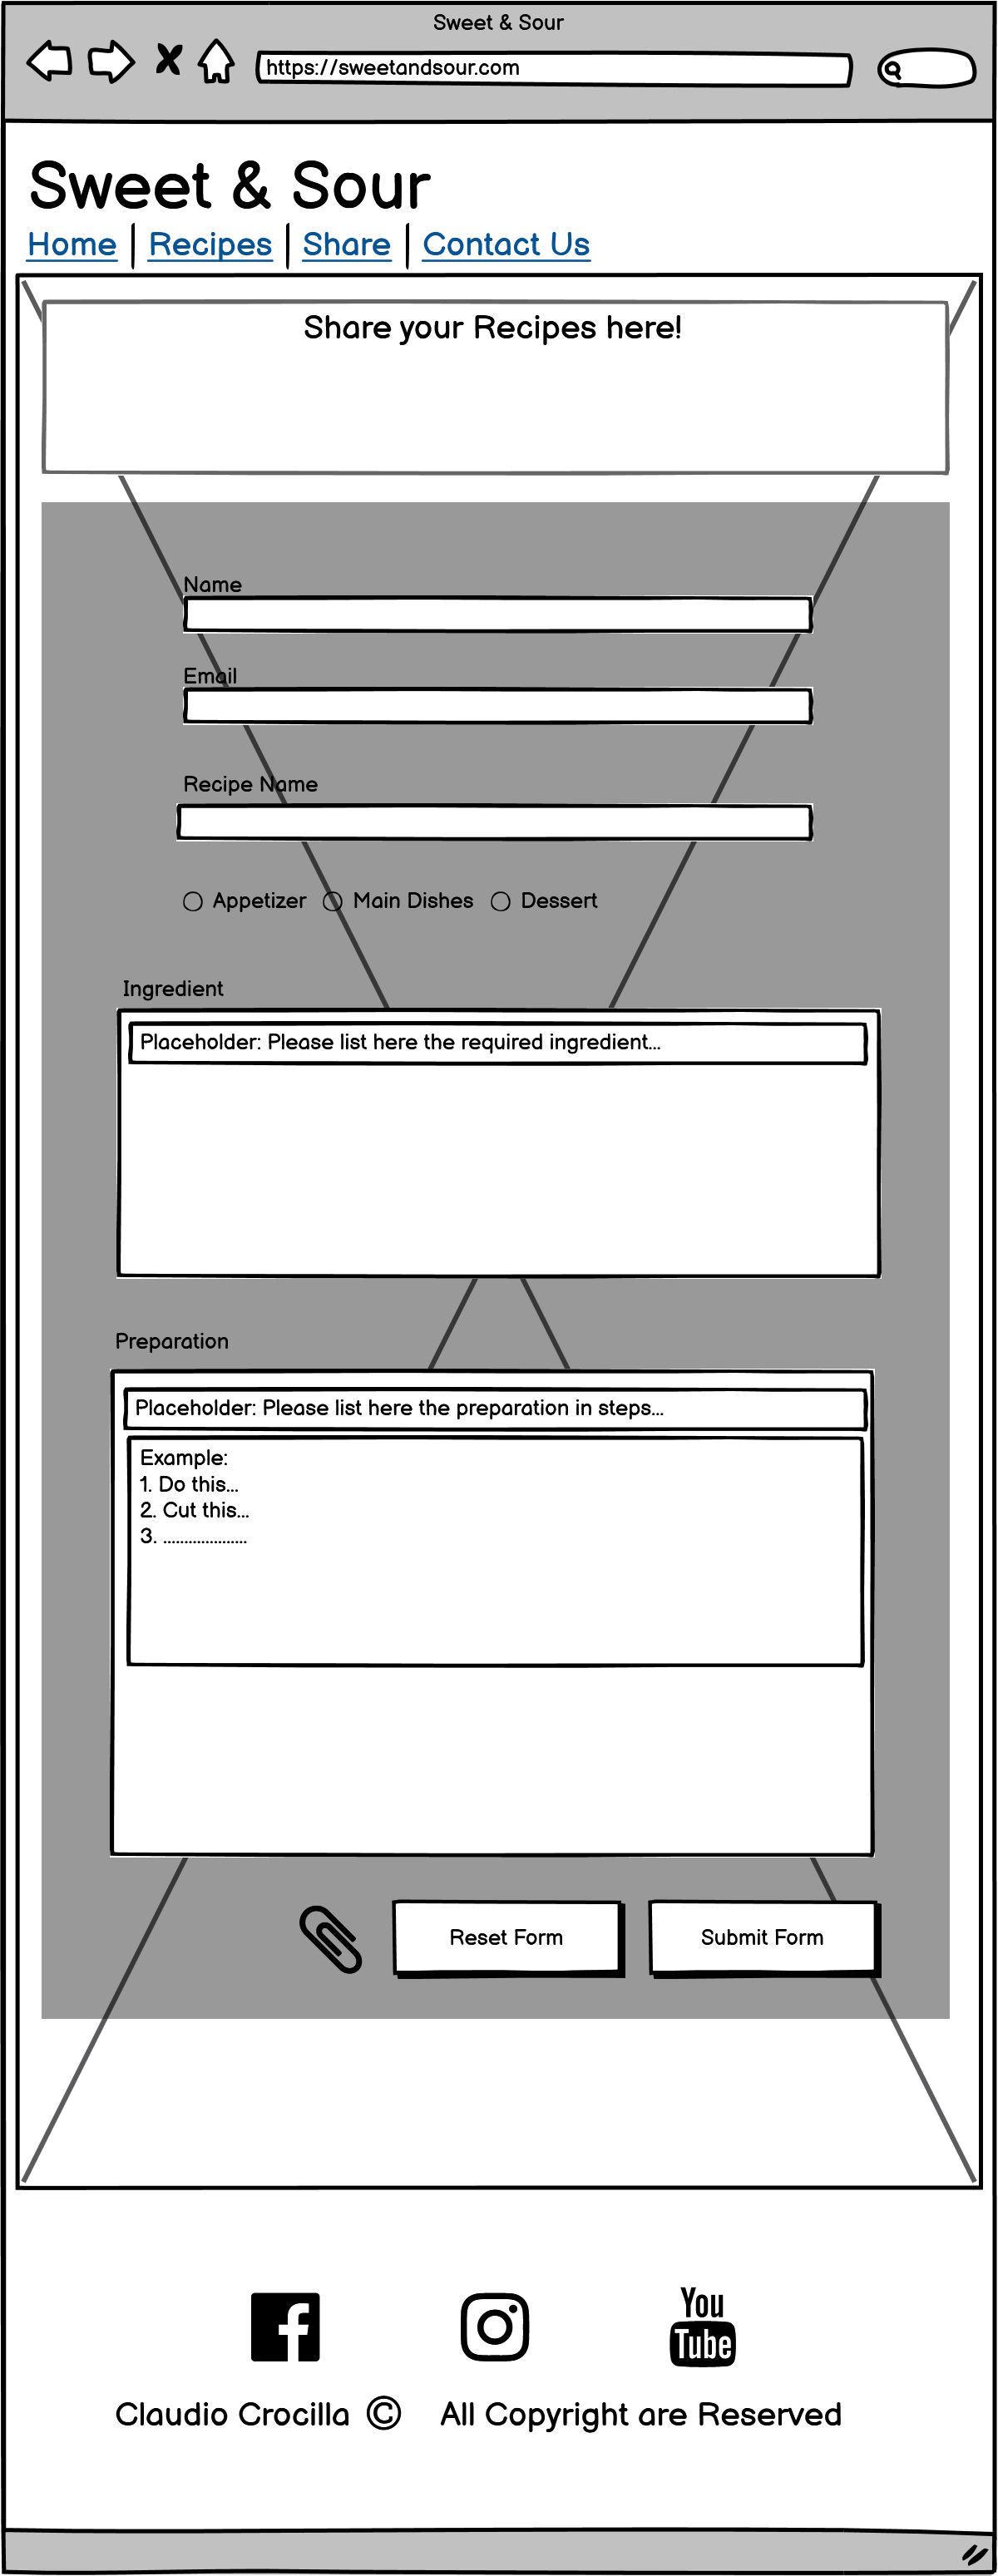 Sweet & Sour
https://sweetandsour.com
Sweet & Sour
Home | Recipes | Share | Contact Us
Share your Recipes here!
Name
Email
Recipe Name
Appetizer Main Dishes Dessert
Ingredient
Placeholder: Please list here the required ingredient...
Preparation
Placeholder: Please list here the preparation in steps...
Example:
1. Do this...
2. Cut this...
3. ....................
Reset Form Submit Form
f You Tube
Claudio Crocilla © All Copyright are Reserved